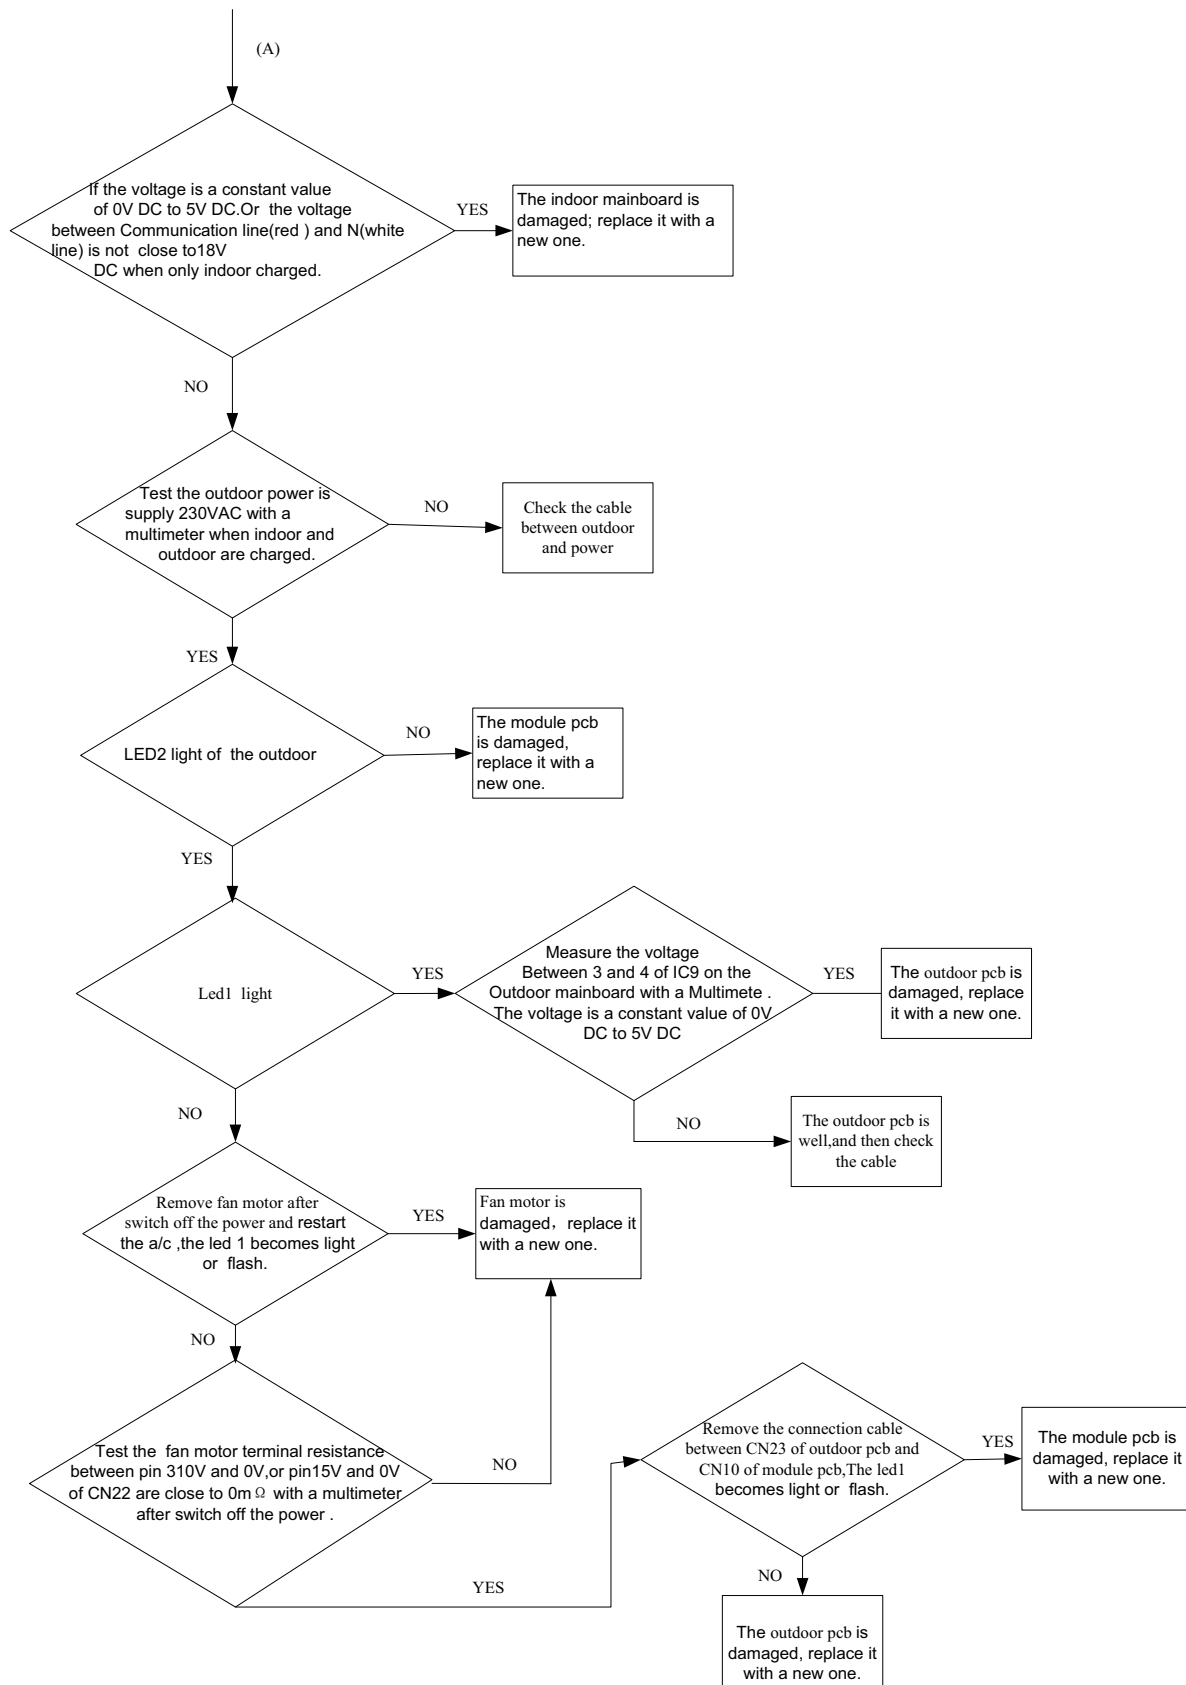 (A)
If the voltage is a constant value
of 0V DC to 5V DC.Or the voltage
between Communication line(red ) and N(white
line) is not close to18V
DC when only indoor charged.
YES
The indoor mainboard is
damaged; replace it with a
new one.
NO
Test the outdoor power is
supply 230VAC with a
multimeter when indoor and
outdoor are charged.
NO
Check the cable
between outdoor
and power
YES
LED2 light of the outdoor
NO
The module pcb
is damaged,
replace it with a
new one.
YES
Led1 light
YES
Measure the voltage
Between 3 and 4 of IC9 on the
Outdoor mainboard with a Multimete .
The voltage is a constant value of 0V
DC to 5V DC
YES
The outdoor pcb is
damaged, replace
it with a new one.
NO
The outdoor pcb is
well,and then check
the cable
NO
Remove fan motor after
switch off the power and restart
the a/c ,the led 1 becomes light
or flash.
YES
Fan motor is
damaged，replace it
with a new one.
NO
Test the fan motor terminal resistance
between pin 310V and 0V,or pin15V and 0V
of CN22 are close to 0mΩ with a multimeter
after switch off the power .
NO
YES
Remove the connection cable
between CN23 of outdoor pcb and
CN10 of module pcb,The led1
becomes light or flash.
YES
The module pcb is
damaged, replace it
with a new one.
NO
The outdoor pcb is
damaged, replace it
with a new one.